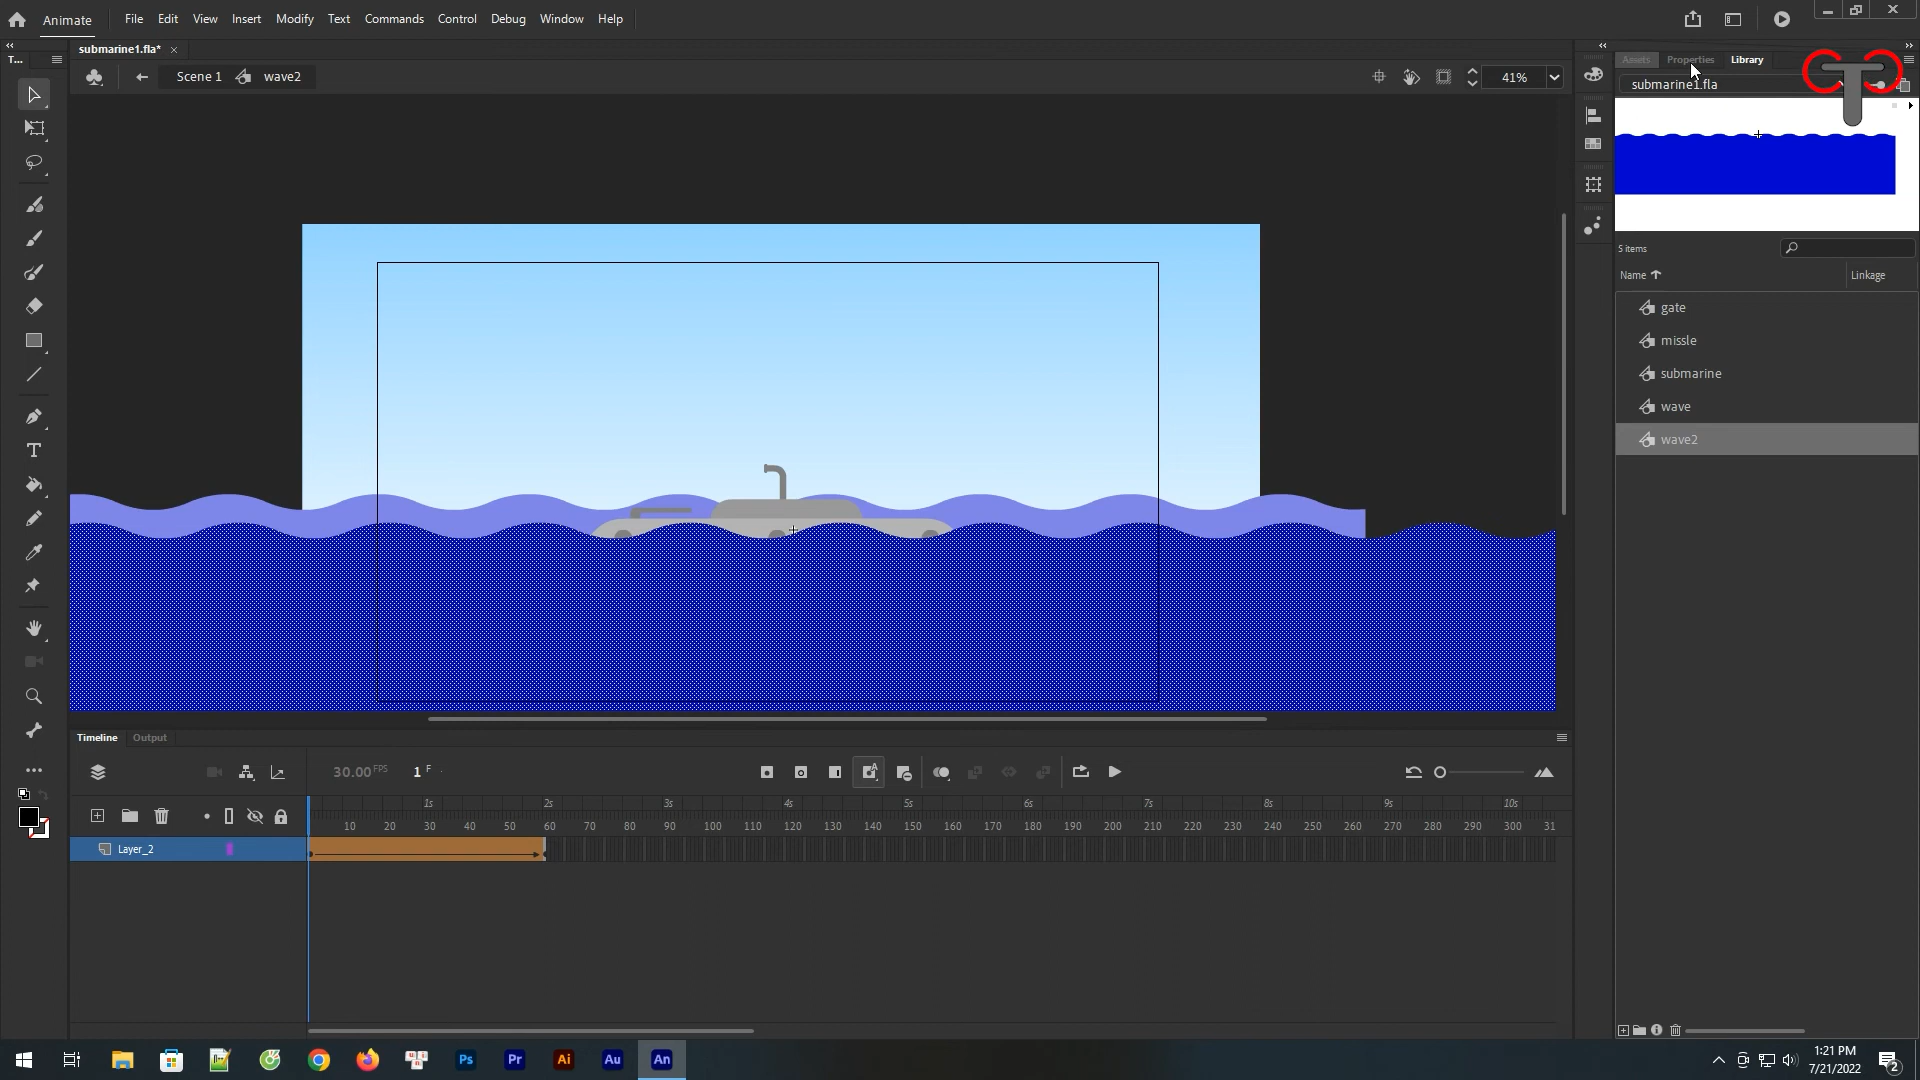 Animate File Edit View Insert Modify Text Commands Control Debug Window Help
submarine1.fla*
T...
Assets Properties Library
Scene 1 wave2 41%
submarine1.fla
5 items
Name Linkage
gate
missle
submarine
wave
wave2
Timeline Output
30.00 FPS 1 F
1s 2s 3s 4s 5s 6s 7s 8s 9s 10s
10 20 30 40 50 60 70 80 90 100 110 120 130 140 150 160 170 180 190 200 210 220 230 240 250 260 270 280 290 300 31
Layer_2
Ps Pr Ai Au An
1:21 PM
7/21/2022
2